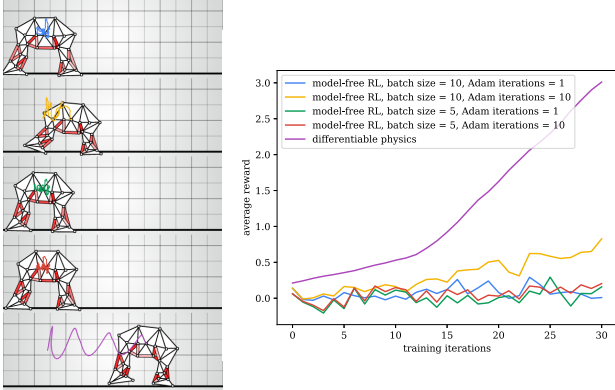 model-free RL, batch size = 10, Adam iterations = 1
model-free RL, batch size = 10, Adam iterations = 10
model-free RL, batch size = 5, Adam iterations = 1
model-free RL, batch size = 5, Adam iterations = 10
differentiable physics
average reward
3.0
2.5
2.0
1.5
1.0
0.5
0.0
0 5 10 15 20 25 30
training iterations